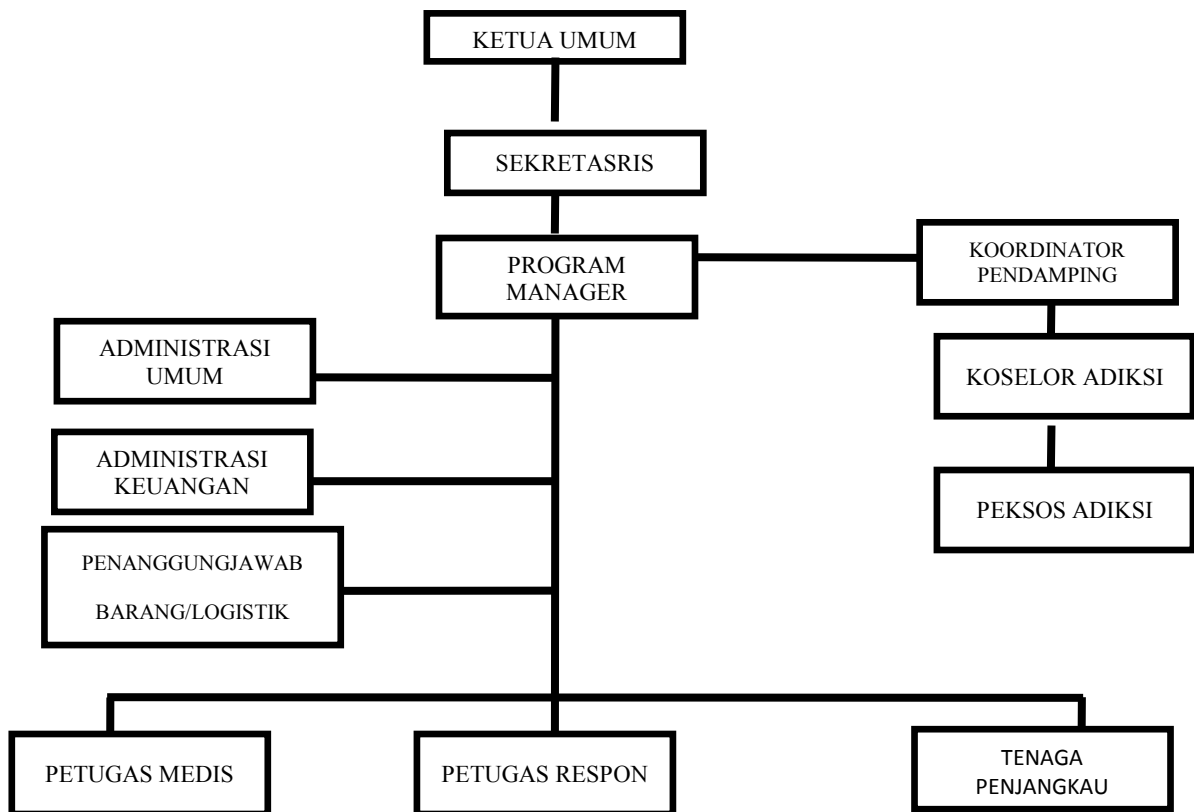 KETUA UMUM
SEKRETASRIS
PROGRAM
MANAGER
KOORDINATOR
PENDAMPING
ADMINISTRASI
UMUM
KOSELOR ADIKSI
ADMINISTRASI
KEUANGAN
PEKSOS ADIKSI
PENANGGUNGJAWAB
BARANG/LOGISTIK
PETUGAS MEDIS
PETUGAS RESPON
TENAGA
PENJANGKAU